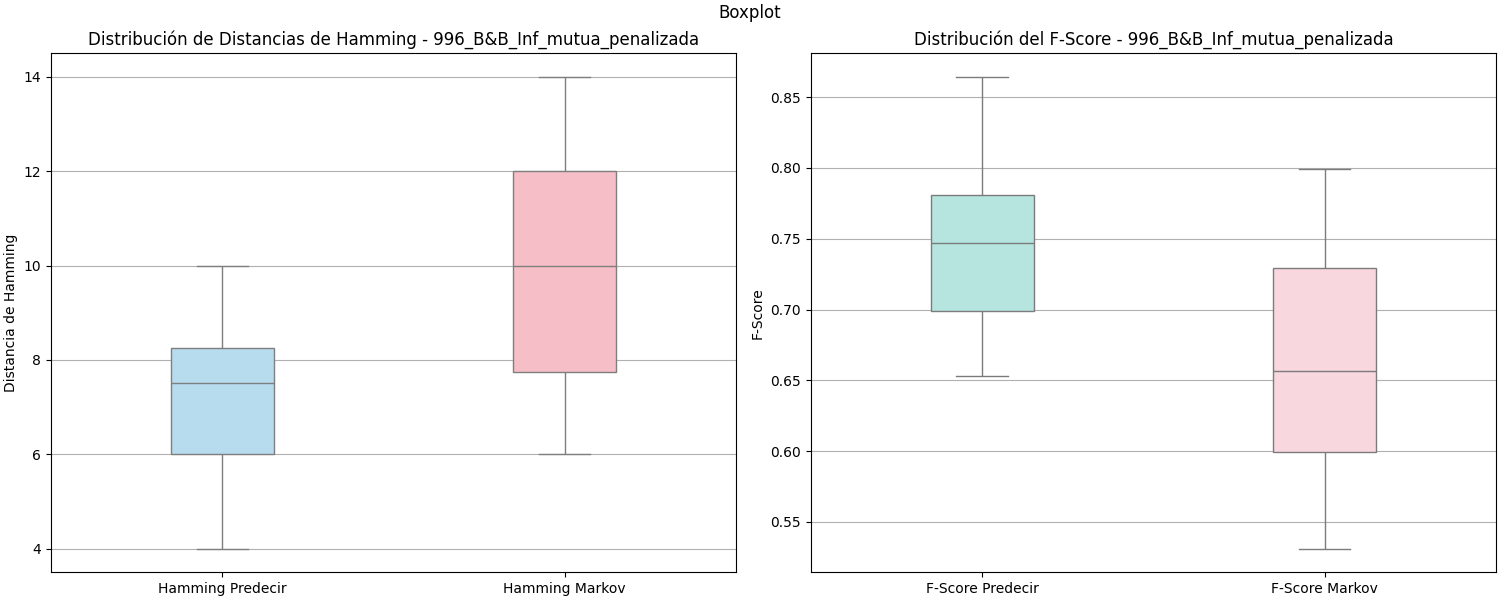 Boxplot
Distribución de Distancias de Hamming - 996_B&B_Inf_mutua_penalizada
Distancia de Hamming
14
12
10
8
6
4
Hamming Predecir
Hamming Markov
Distribución del F-Score - 996_B&B_Inf_mutua_penalizada
F-Score
0.85
0.80
0.75
0.70
0.65
0.60
0.55
F-Score Predecir
F-Score Markov